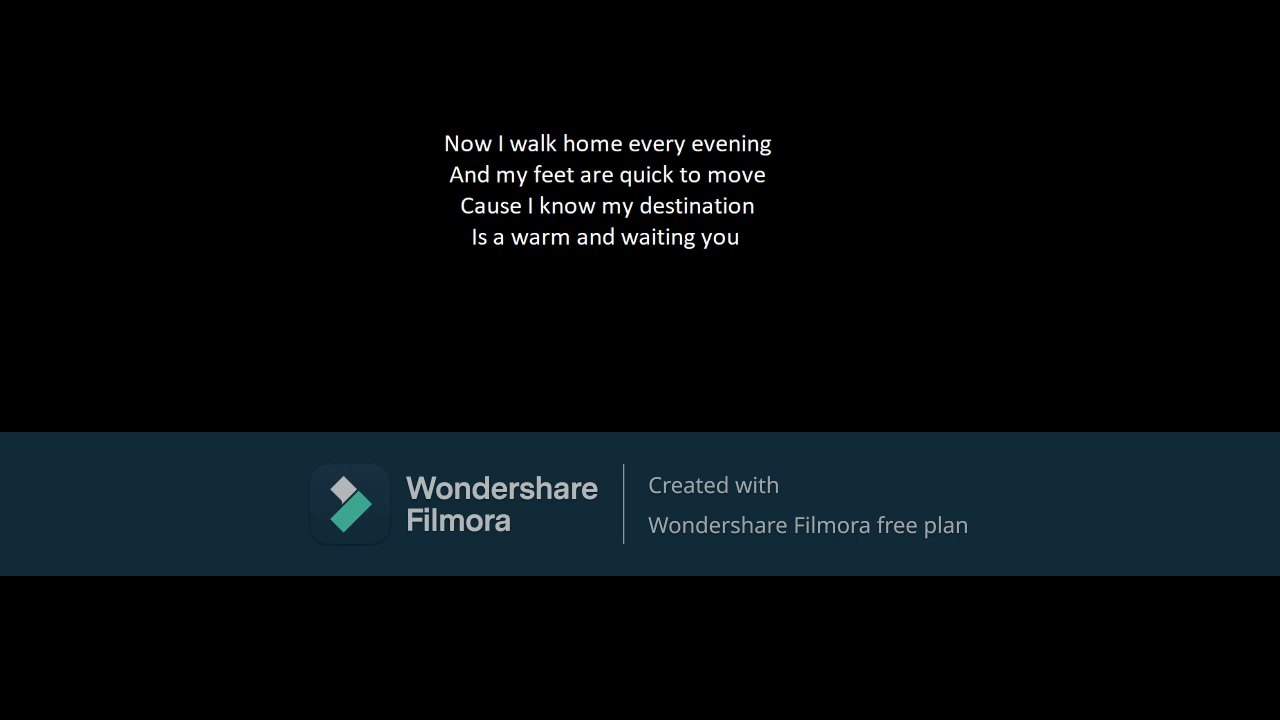 Now I walk home every evening
And my feet are quick to move
Cause I know my destination
Is a warm and waiting you
Wondershare
Filmora
Created with
Wondershare Filmora free plan